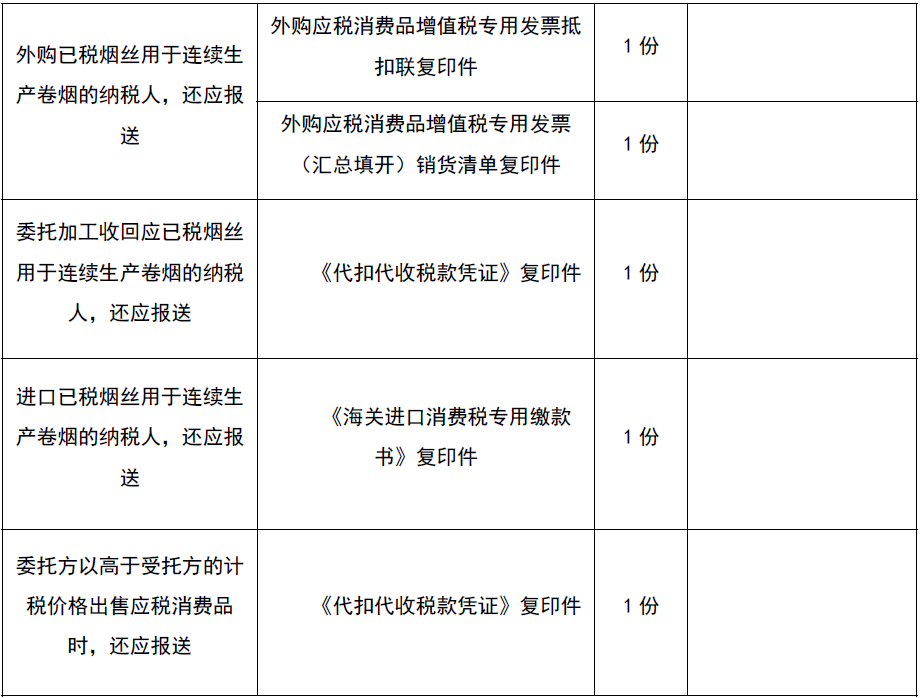 外购已税烟丝用于连续生
产卷烟的纳税人，还应报
送
外购应税消费品增值税专用发票抵
扣联复印件
1 份
外购应税消费品增值税专用发票
（汇总填开）销货清单复印件
1 份
委托加工收回应已税烟丝
用于连续生产卷烟的纳税
人，还应报送
《代扣代收税款凭证》复印件
1 份
进口已税烟丝用于连续生
产卷烟的纳税人，还应报
送
《海关进口消费税专用缴款
书》复印件
1 份
委托方以高于受托方的计
税价格出售应税消费品
时，还应报送
《代扣代收税款凭证》复印件
1 份